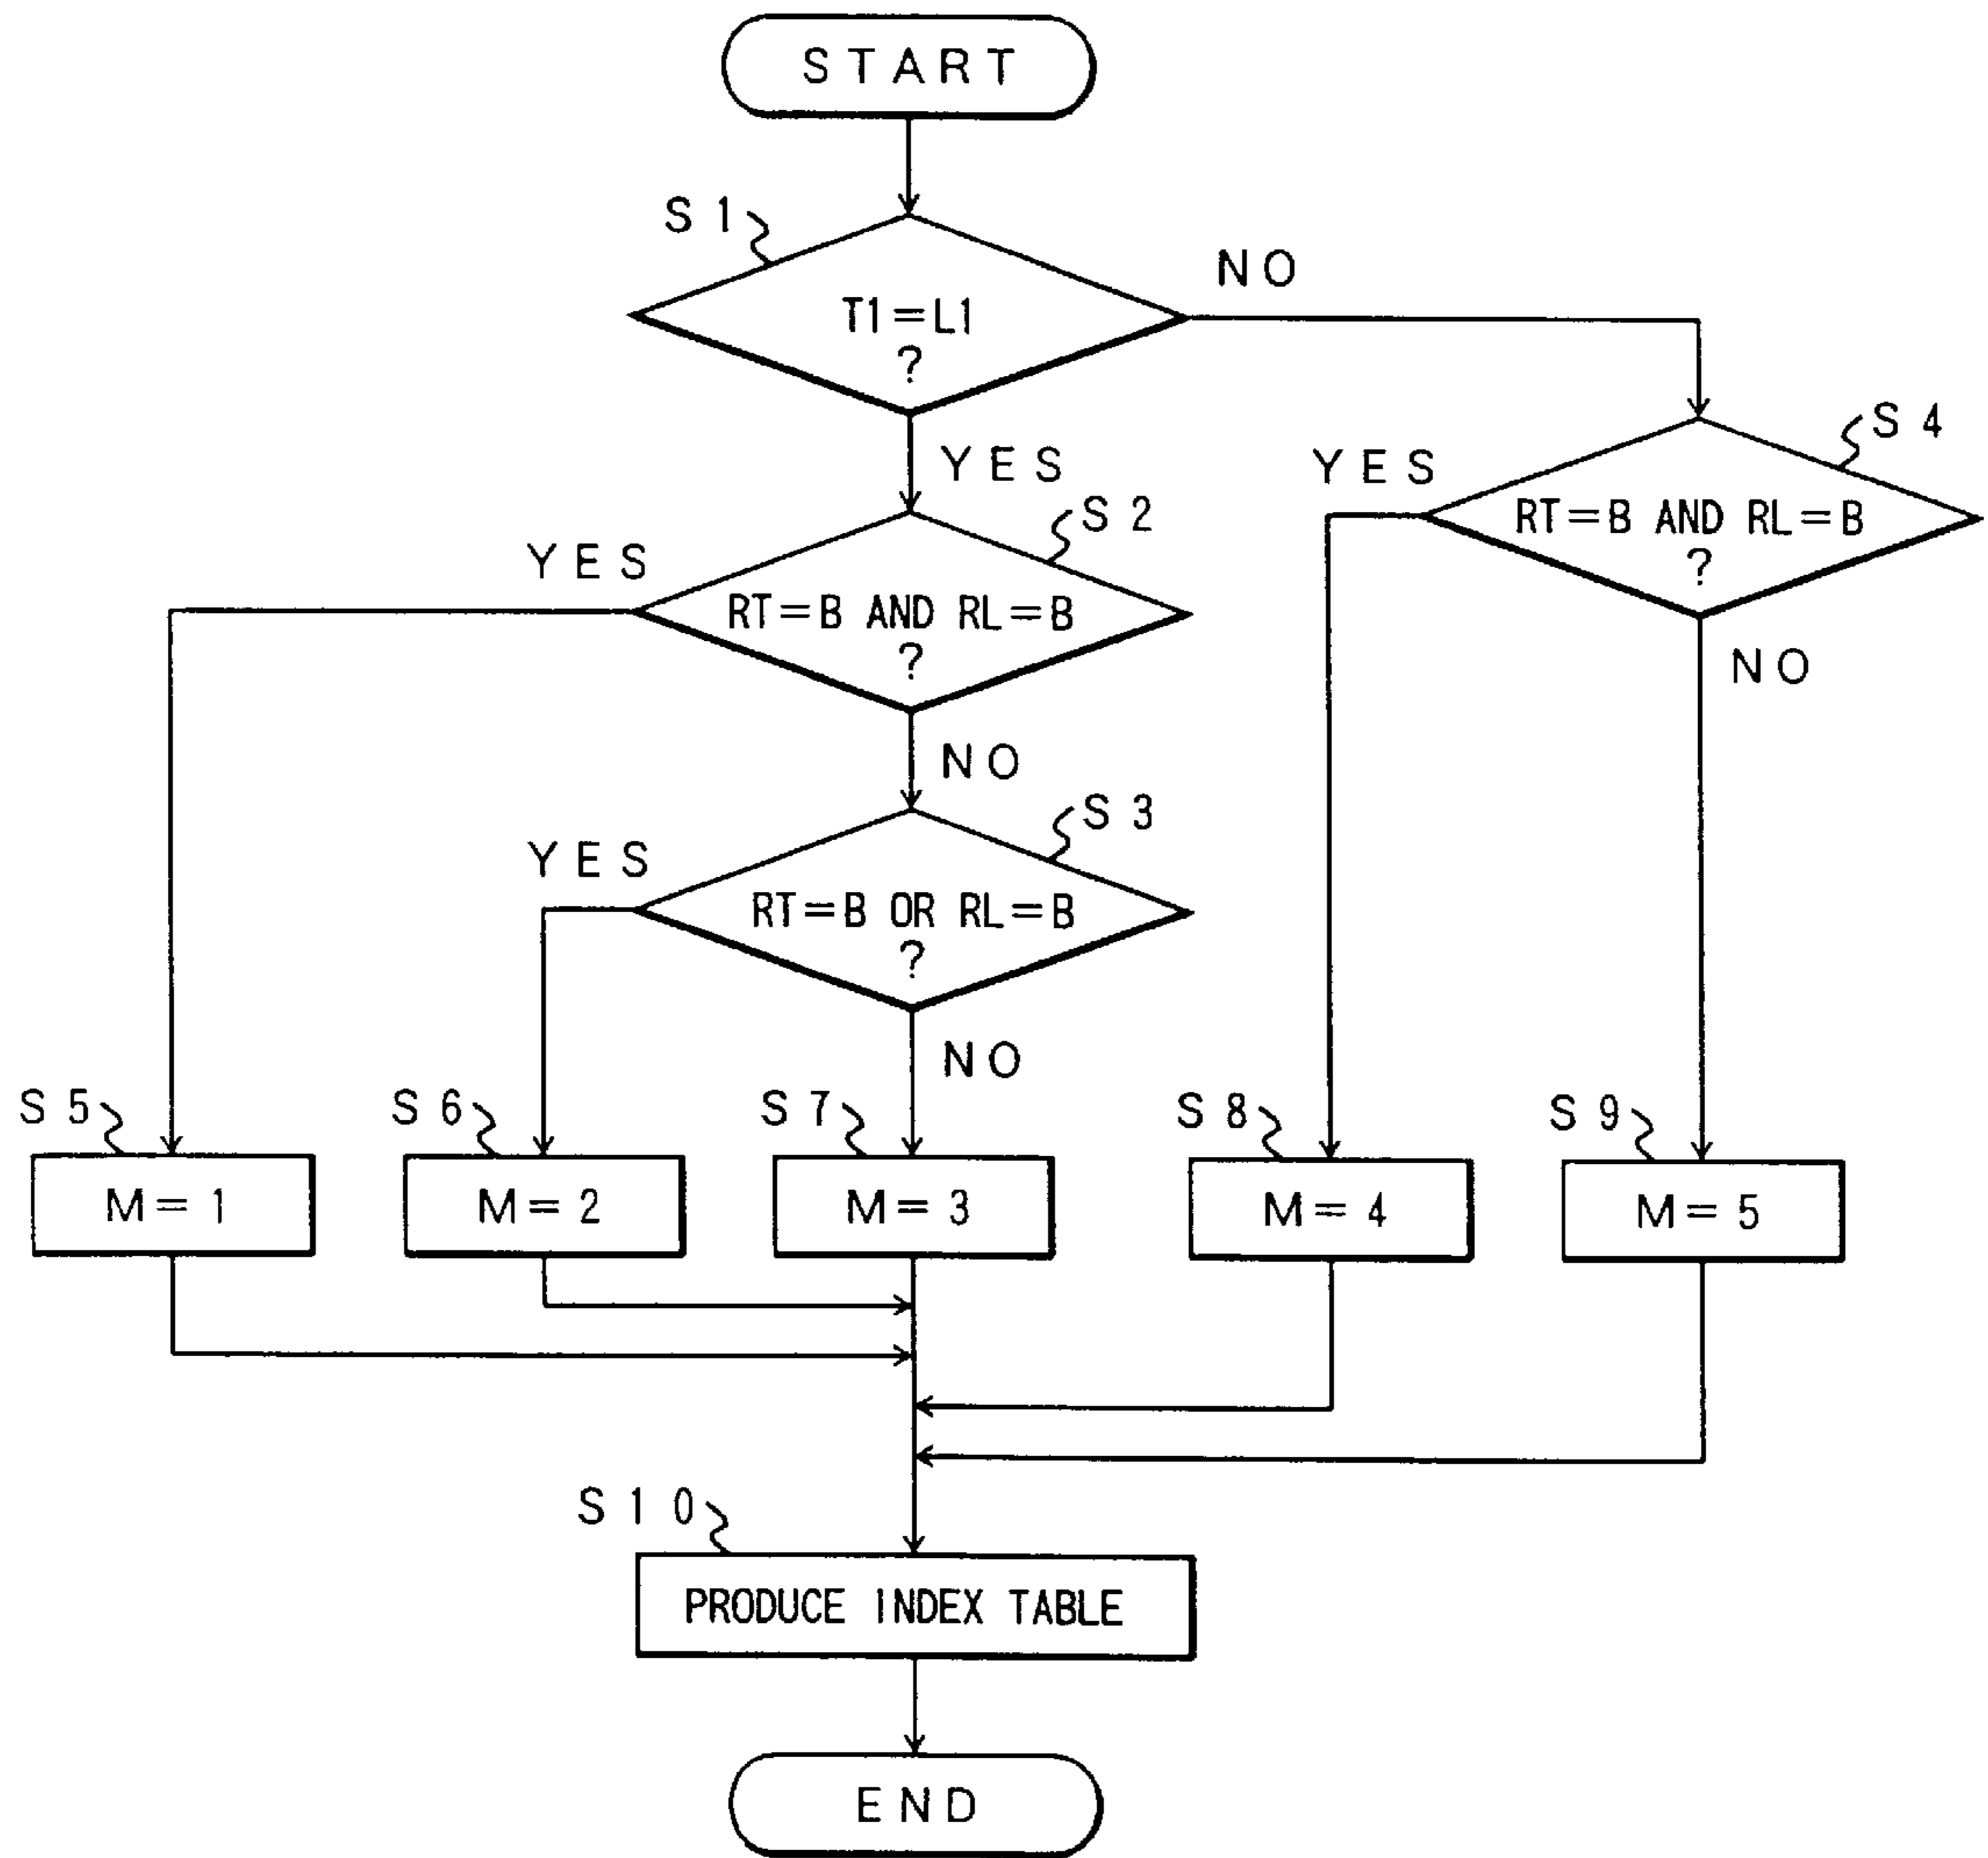 START
S1
NO
T1=L1
?
YES
S4
YES
RT=B AND RL=B
?
NO
S2
YES
RT=B AND RL=B
?
NO
S3
YES
RT=B OR RL=B
?
NO
S5
M=1
S6
M=2
S7
M=3
S8
M=4
S9
M=5
S10
PRODUCE INDEX TABLE
END